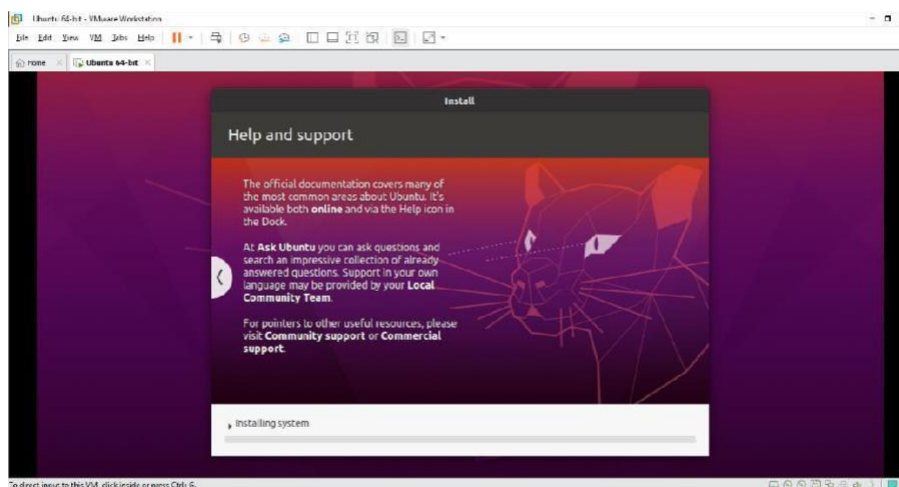 Ubuntu 64-bit - VMware Workstation
File Edit View VM Tabs Help
Home
Ubuntu 64-bit
Install
Help and support
The official documentation covers many of
the most common areas about Ubuntu. It's
available both online and via the Help icon in
the Dock.
At Ask Ubuntu you can ask questions and
search an impressive collection of already
answered questions. Support in your own
language may be provided by your Local
Community Team.
For pointers to other useful resources, please
visit Community support or Commercial
support.
Installing system
To direct input to this VM, click inside or press Ctrl+G.